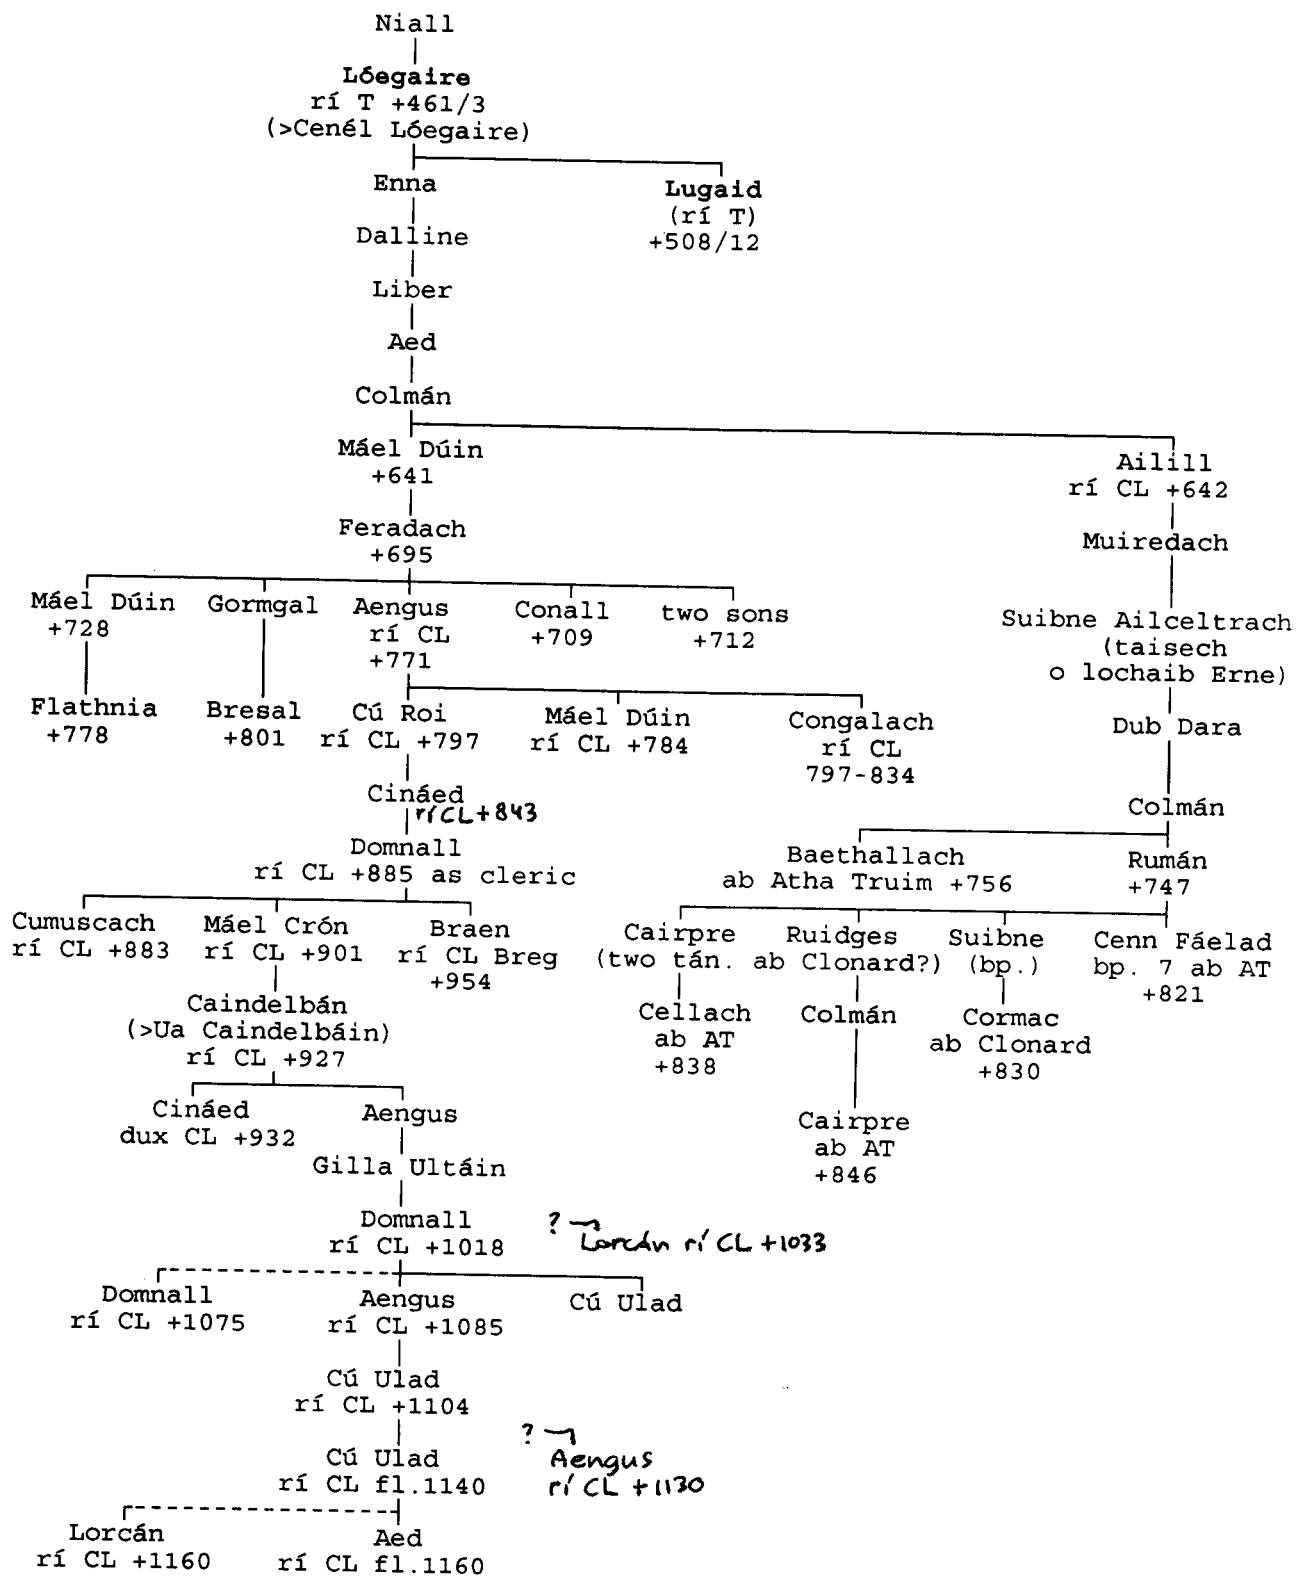 Niall
Lóegaire
rí T +461/3
(>Cenél Lóegaire)
Enna
Lugaid
(rí T)
+508/12
Dalline
Liber
Aed
Colmán
Máel Dúin
+641
Ailill
rí CL +642
Feradach
+695
Muiredach
Máel Dúin
+728
Gormgal
Aengus
rí CL
+771
Conall
+709
two sons
+712
Suibne Ailceltrach
(taisech
o lochaib Erne)
Flathnia
+778
Bresal
+801
Cú Roi
rí CL +797
Máel Dúin
rí CL +784
Congalach
rí CL
797-834
Dub Dara
Cináed
rí CL +843
Colmán
Domnall
rí CL +885 as cleric
Baethallach
ab Atha Truim +756
Rumán
+747
Cumuscach
rí CL +883
Máel Crón
rí CL +901
Braen
rí CL Breg
+954
Cairpre Ruidges
(two tán. ab Clonard?)
Suibne
(bp.)
Cenn Fáelad
bp. 7 ab AT
+821
Caindelbán
(>Ua Caindelbáin)
rí CL +927
Cellach
ab AT
+838
Colmán
Cormac
ab Clonard
+830
Cináed
dux CL +932
Aengus
Cairpre
ab AT
+846
Gilla Ultáin
Domnall
rí CL +1018
?
Lorcán rí CL +1033
Domnall
rí CL +1075
Aengus
rí CL +1085
Cú Ulad
Cú Ulad
rí CL +1104
Cú Ulad
rí CL fl.1140
?
Aengus
rí CL +1130
Lorcán
rí CL +1160
Aed
rí CL fl.1160